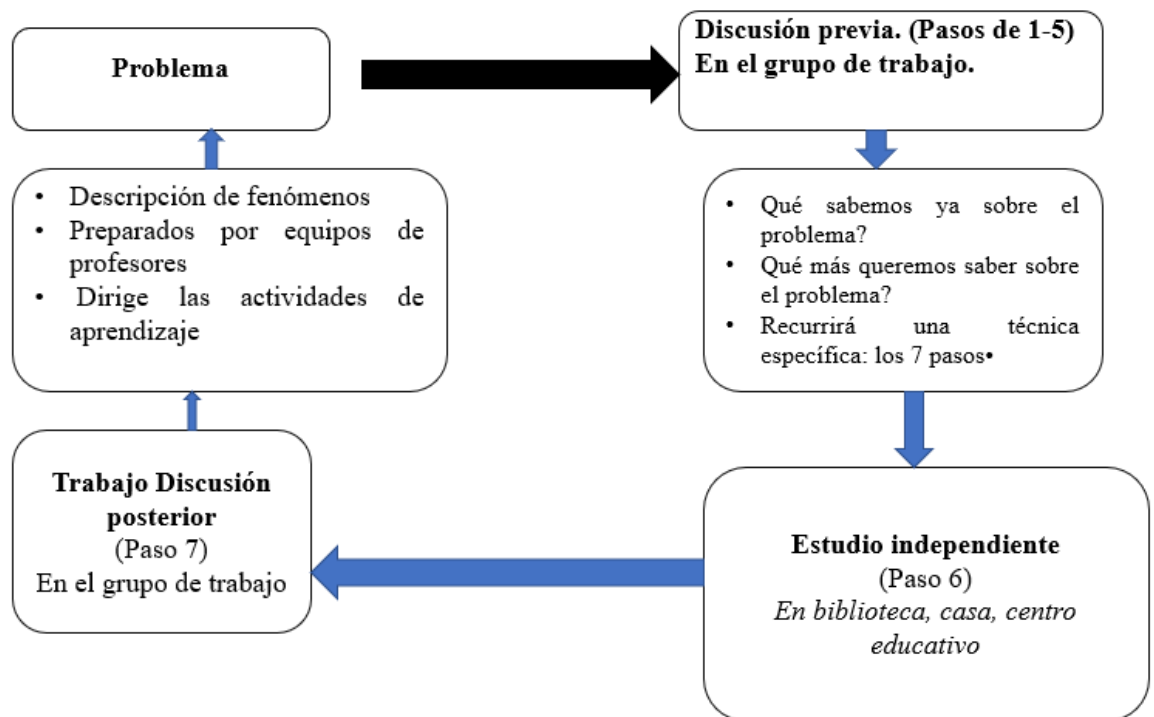 Problema
Discusión previa. (Pasos de 1-5)
En el grupo de trabajo.
• Descripción de fenómenos
• Preparados por equipos de
profesores
• Dirige las actividades de
aprendizaje
• Qué sabemos ya sobre el
problema?
• Qué más queremos saber sobre
el problema?
• Recurrirá una técnica
específica: los 7 pasos•
Trabajo Discusión
posterior
(Paso 7)
En el grupo de trabajo
Estudio independiente
(Paso 6)
En biblioteca, casa, centro
educativo